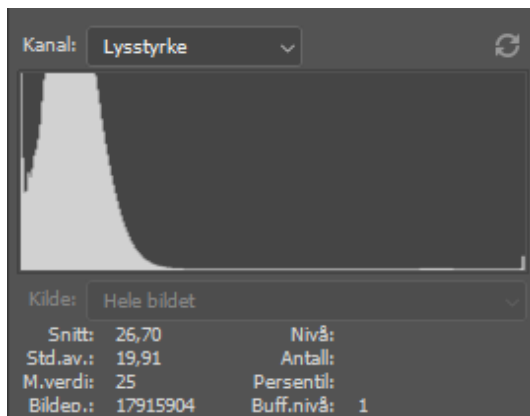 Kanal: Lysstyrke
Kilde: Hele bildet
Snitt: 26,70 Nivå:
Std.av.: 19,91 Antall:
M.verdi: 25 Persentil:
Bildep.: 17915904 Buff.nivå: 1